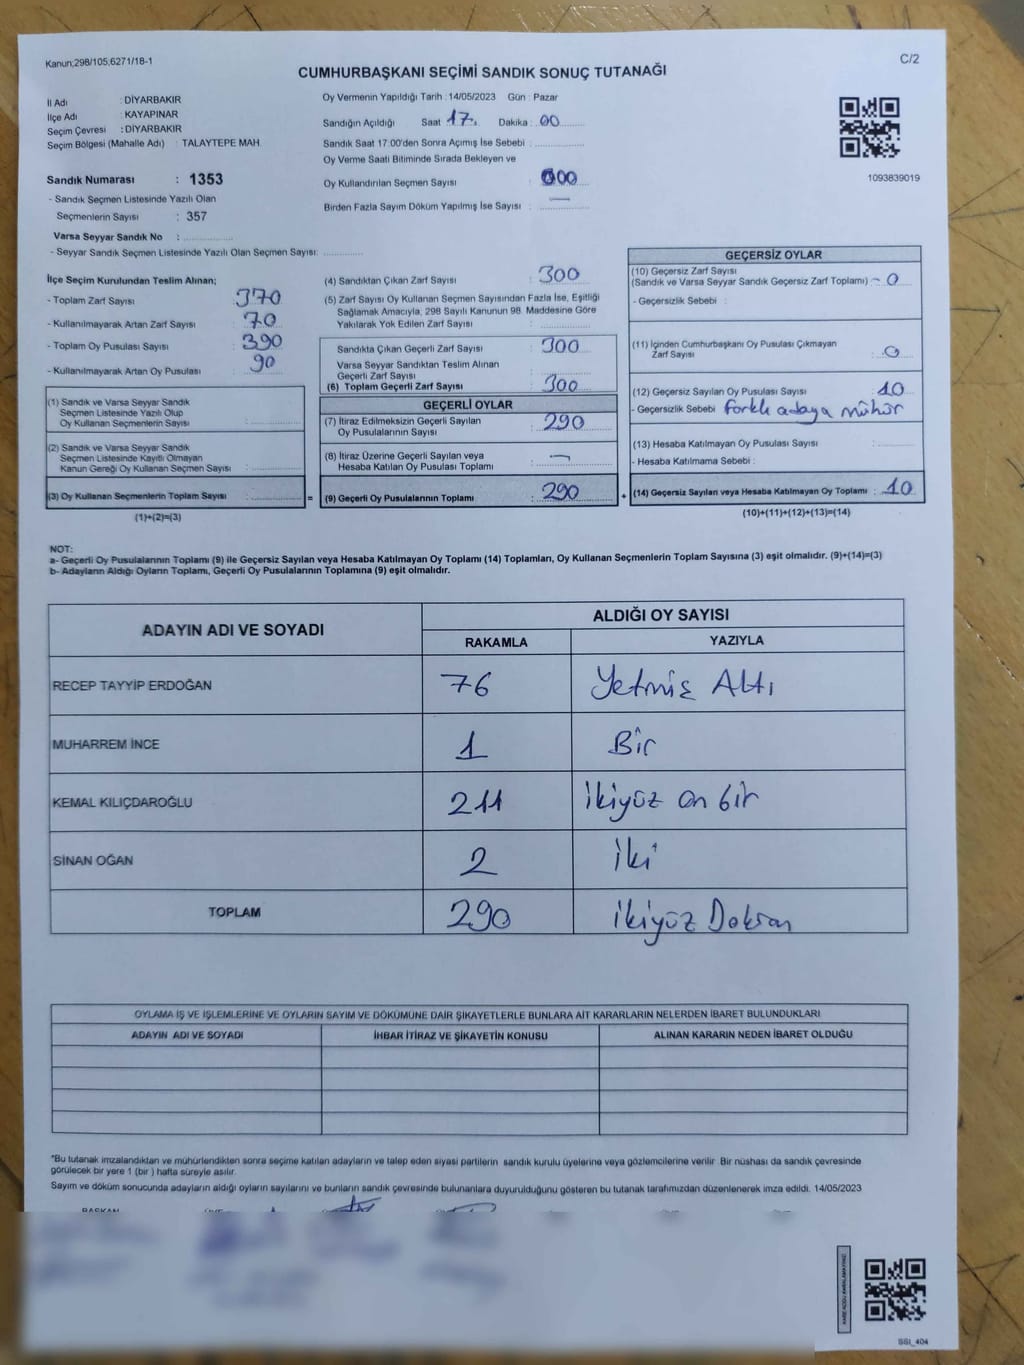 Kanun;298/105;6271/18-1
C/2
CUMHURBAŞKANI SEÇİMİ SANDIK SONUÇ TUTANAĞI
İl Adı : DİYARBAKIR
İlçe Adı : KAYAPINAR
Seçim Çevresi : DİYARBAKIR
Seçim Bölgesi (Mahalle Adı) : TALAYTEPE MAH.
Sandık Numarası : 1353
- Sandık Seçmen Listesinde Yazılı Olan
Seçmenlerin Sayısı : 357
Varsa Seyyar Sandık No :
- Seyyar Sandık Seçmen Listesinde Yazılı Olan Seçmen Sayısı:
Oy Vermenin Yapıldığı Tarih : 14/05/2023 Gün : Pazar
Sandığın Açıldığı Saat 17. Dakika : 00
Sandık Saat 17:00'den Sonra Açımış İse Sebebi :
Oy Verme Saati Bitiminde Sırada Bekleyen ve
Oy Kullandırılan Seçmen Sayısı : 000
Birden Fazla Sayım Döküm Yapılmış İse Sayısı : —
1093839019
İlçe Seçim Kurulundan Teslim Alınan;
- Toplam Zarf Sayısı : 370
- Kullanılmayarak Artan Zarf Sayısı : 70
- Toplam Oy Pusulası Sayısı : 390
- Kullanılmayarak Artan Oy Pusulası : 90
(1) Sandık ve Varsa Seyyar Sandık
Seçmen Listesinde Yazılı Olup
Oy Kullanan Seçmenlerin Sayısı :
(2) Sandık ve Varsa Seyyar Sandık
Seçmen Listesinde Kayıtlı Olmayan
Kanun Gereği Oy Kullanan Seçmen Sayısı :
(3) Oy Kullanan Seçmenlerin Toplam Sayısı :
(1)+(2)=(3)
=
(4) Sandıktan Çıkan Zarf Sayısı : 300
(5) Zarf Sayısı Oy Kullanan Seçmen Sayısından Fazla İse, Eşitliği
Sağlamak Amacıyla, 298 Sayılı Kanunun 98. Maddesine Göre
Yakılarak Yok Edilen Zarf Sayısı :
Sandıkta Çıkan Geçerli Zarf Sayısı : 300
Varsa Seyyar Sandıktan Teslim Alınan
Geçerli Zarf Sayısı :
(6) Toplam Geçerli Zarf Sayısı : 300
GEÇERLİ OYLAR
(7) İtiraz Edilmeksizin Geçerli Sayılan
Oy Pusulalarının Sayısı : 290
(8) İtiraz Üzerine Geçerli Sayılan veya
Hesaba Katılan Oy Pusulası Toplamı : —
(9) Geçerli Oy Pusulalarının Toplamı : 290
+
GEÇERSİZ OYLAR
(10) Geçersiz Zarf Sayısı
(Sandık ve Varsa Seyyar Sandık Geçersiz Zarf Toplamı) : 0
- Geçersizlik Sebebi :
(11) İçinden Cumhurbaşkanı Oy Pusulası Çıkmayan
Zarf Sayısı : 0
(12) Geçersiz Sayılan Oy Pusulası Sayısı : 10
- Geçersizlik Sebebi : Farklı adaya mühür
(13) Hesaba Katılmayan Oy Pusulası Sayısı :
- Hesaba Katılmama Sebebi :
(14) Geçersiz Sayılan veya Hesaba Katılmayan Oy Toplamı : 10
(10)+(11)+(12)+(13)=(14)
NOT:
a- Geçerli Oy Pusulalarının Toplamı (9) ile Geçersiz Sayılan veya Hesaba Katılmayan Oy Toplamı (14) Toplamları, Oy Kullanan Seçmenlerin Toplam Sayısına (3) eşit olmalıdır. (9)+(14)=(3)
b- Adayların Aldığı Oyların Toplamı, Geçerli Oy Pusulalarının Toplamına (9) eşit olmalıdır.
ADAYIN ADI VE SOYADI
ALDIĞI OY SAYISI
RAKAMLA YAZIYLA
RECEP TAYYİP ERDOĞAN 76 Yetmiş Altı
MUHARREM İNCE 1 Bir
KEMAL KILIÇDAROĞLU 211 ikiyüz on bir
SİNAN OĞAN 2 iki
TOPLAM 290 ikiyüz Doksan
OYLAMA İŞ VE İŞLEMLERİNE VE OYLARIN SAYIM VE DÖKÜMÜNE DAİR ŞİKAYETLERLE BUNLARA AİT KARARLARIN NELERDEN İBARET BULUNDUKLARI
ADAYIN ADI VE SOYADI İHBAR İTİRAZ VE ŞİKAYETİN KONUSU ALINAN KARARIN NEDEN İBARET OLDUĞU
*Bu tutanak imzalandıktan ve mühürlendikten sonra seçime katılan adayların ve talep eden siyasi partilerin sandık kurulu üyelerine veya gözlemcilerine verilir. Bir nüshası da sandık çevresinde
görülecek bir yere 1 (bir) hafta süreyle asılır.
Sayım ve döküm sonucunda adayların aldığı oyların sayılarını ve bunların sandık çevresinde bulunanlara duyurulduğunu gösteren bu tutanak tarafımızdan düzenlenerek imza edildi. 14/05/2023
BAŞKAN
SSI_404